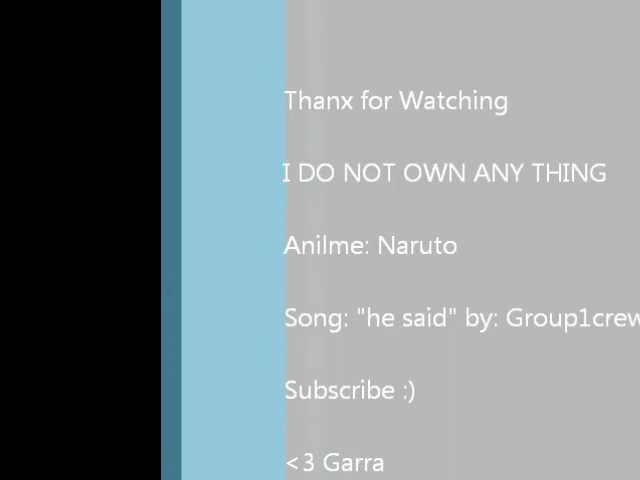 Thanx for Watching
I DO NOT OWN ANY THING
Anilme: Naruto
Song: "he said" by: Group1crew
Subscribe :)
<3 Garra